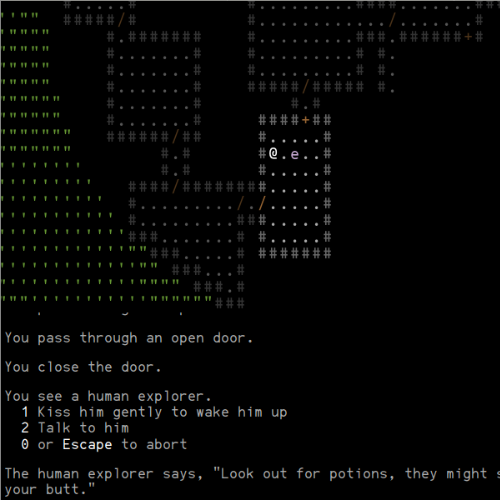 You pass through an open door.
You close the door.
You see a human explorer.
1 Kiss him gently to wake him up
2 Talk to him
0 or Escape to abort
The human explorer says, "Look out for potions, they might s
your butt."